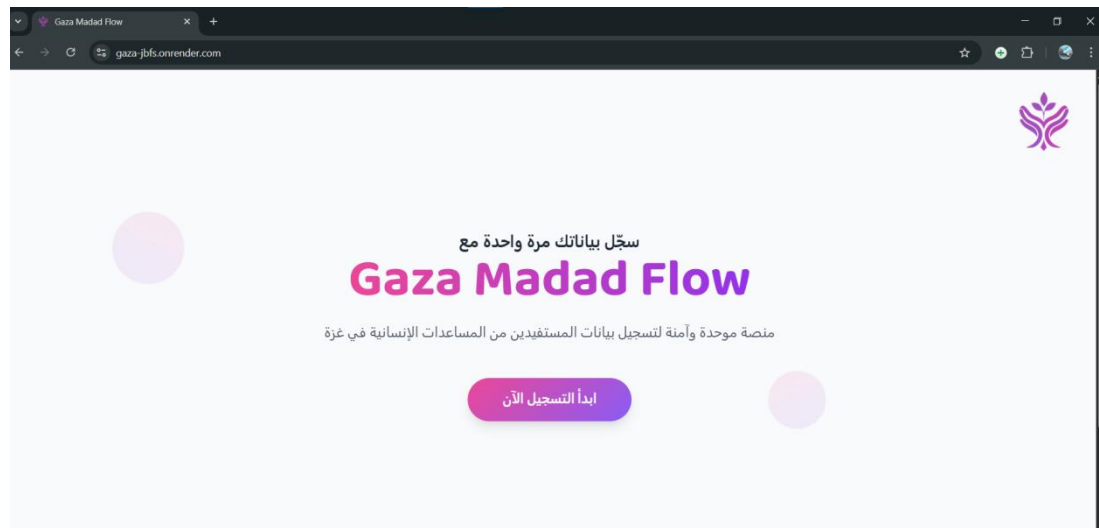 Gaza Madad Flow
gaza-jbfs.onrender.com
سجّل بياناتك مرة واحدة مع
Gaza Madad Flow
منصة موحدة وآمنة لتسجيل بيانات المستفيدين من المساعدات الإنسانية في غزة
ابدأ التسجيل الآن